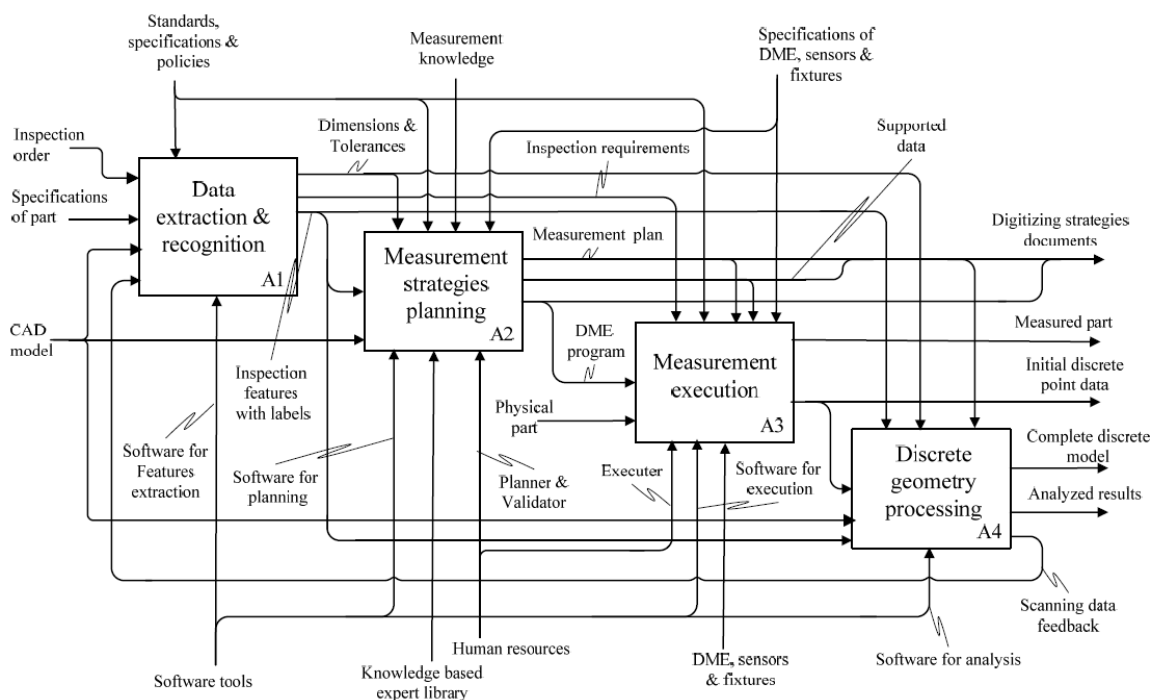 Standards,
specifications &
policies
Measurement
knowledge
Specifications of
DME, sensors &
fixtures
Inspection
order
Dimensions &
Tolerances
Inspection requirements
Supported
data
Specifications
of part
Data
extraction &
recognition
A1
Measurement plan
Digitizing strategies
documents
Measurement
strategies
planning
A2
CAD
model
DME
program
Measurement
execution
A3
Measured part
Initial discrete
point data
Inspection
features
with labels
Physical
part
Software for
Features
extraction
Software for
planning
Planner &
Validator
Executer
Software for
execution
Discrete
geometry
processing
A4
Complete discrete
model
Analyzed results
Scanning data
feedback
Software tools
Knowledge based
expert library
Human resources
DME, sensors
& fixtures
Software for analysis